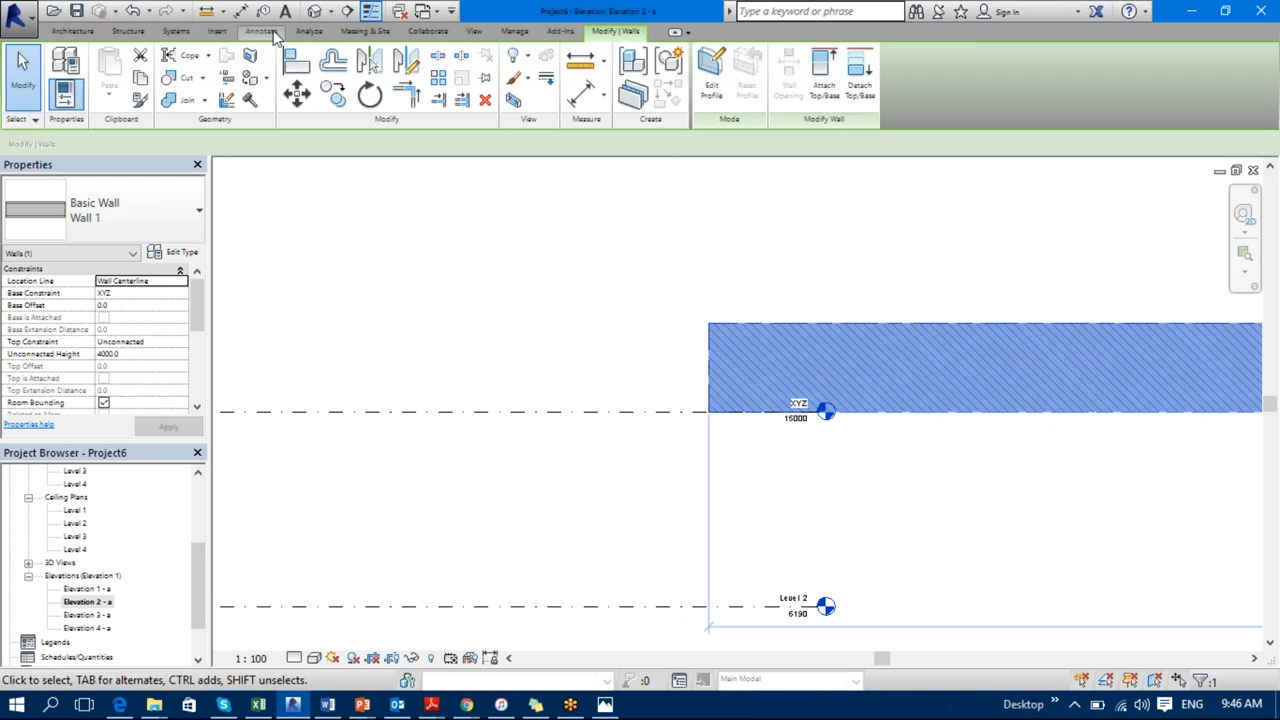 Project6 - Elevation: Elevation 2 - a
Type a keyword or phrase
Sign In
Architecture Structure Systems Insert Annotate Analyze Massing & Site Collaborate View Manage Add-Ins Modify | Walls
Modify
Select
Properties
Paste
Clipboard
Cope
Cut
Join
Geometry
Modify
View
Measure
Create
Edit Profile
Reset Profile
Mode
Wall Opening
Attach Top/Base
Detach Top/Base
Modify Wall
Modify | Walls
Properties
Basic Wall
Wall 1
Walls (1)
Edit Type
Constraints
Location Line Wall Centerline
Base Constraint XYZ
Base Offset 0.0
Base is Attached
Base Extension Distance 0.0
Top Constraint Unconnected
Unconnected Height 4000.0
Top Offset 0.0
Top is Attached
Top Extension Distance 0.0
Room Bounding
Properties help
Apply
Project Browser - Project6
Level 3
Level 4
Ceiling Plans
Level 1
Level 2
Level 3
Level 4
3D Views
Elevations (Elevation 1)
Elevation 1 - a
Elevation 2 - a
Elevation 3 - a
Elevation 4 - a
Legends
Schedules/Quantities
2D
XYZ
15000
Level 2
6190
1 : 100
Click to select, TAB for alternates, CTRL adds, SHIFT unselects.
:0
Main Model
:1
Desktop
ENG
9:46 AM